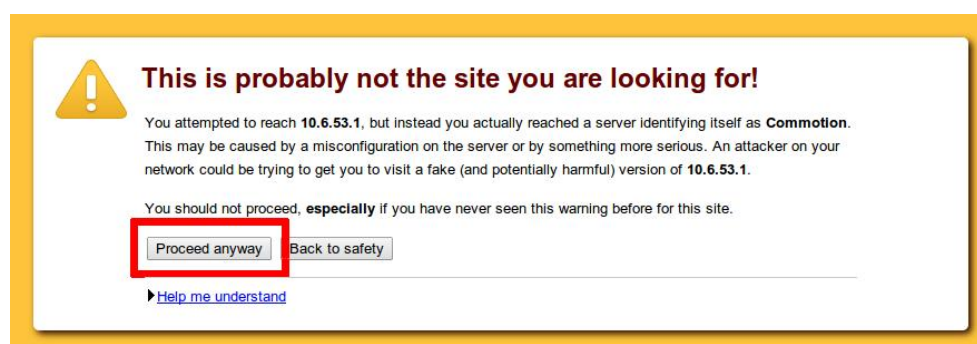 This is probably not the site you are looking for!
You attempted to reach 10.6.53.1, but instead you actually reached a server identifying itself as Commotion.
This may be caused by a misconfiguration on the server or by something more serious. An attacker on your
network could be trying to get you to visit a fake (and potentially harmful) version of 10.6.53.1.
You should not proceed, especially if you have never seen this warning before for this site.
Proceed anyway Back to safety
Help me understand